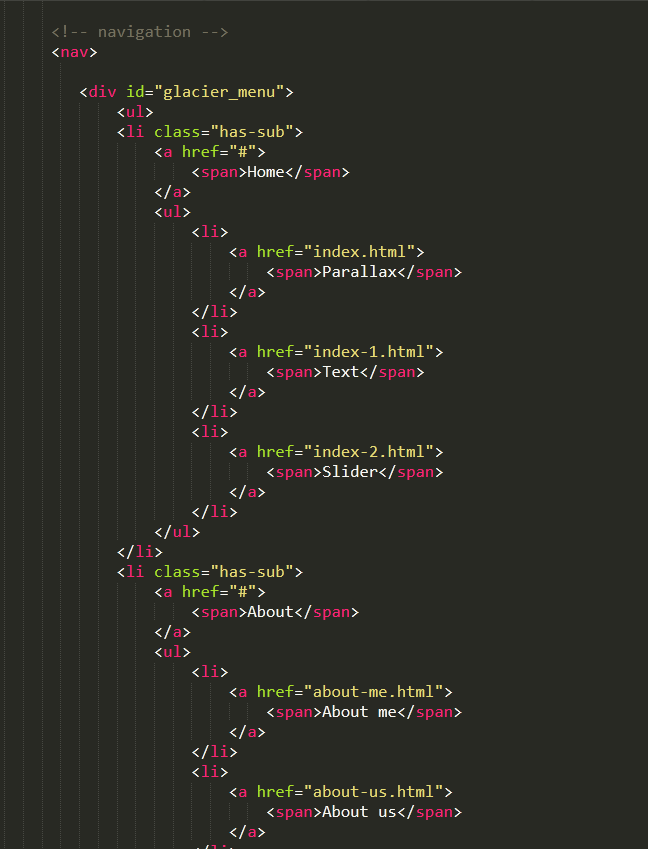 <!-- navigation -->
<nav>
<div id="glacier_menu">
<ul>
<li class="has-sub">
<a href="#">
<span>Home</span>
</a>
<ul>
<li>
<a href="index.html">
<span>Parallax</span>
</a>
</li>
<li>
<a href="index-1.html">
<span>Text</span>
</a>
</li>
<li>
<a href="index-2.html">
<span>Slider</span>
</a>
</li>
</ul>
</li>
<li class="has-sub">
<a href="#">
<span>About</span>
</a>
<ul>
<li>
<a href="about-me.html">
<span>About me</span>
</a>
</li>
<li>
<a href="about-us.html">
<span>About us</span>
</a>
</li>